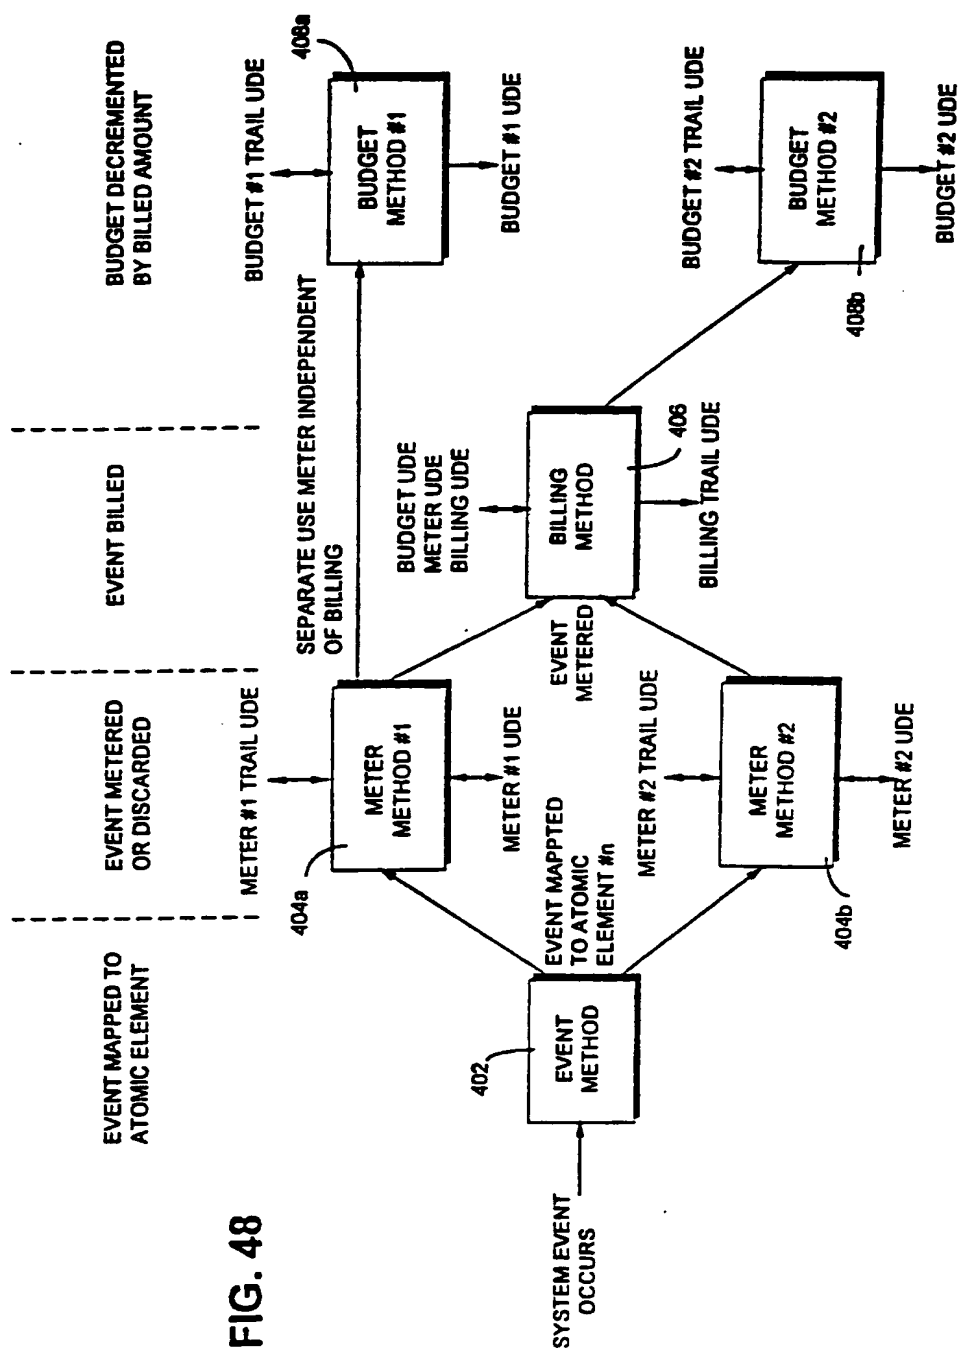 FIG. 48
EVENT MAPPED TO
ATOMIC ELEMENT
EVENT METERED
OR DISCARDED
EVENT BILLED
BUDGET DECREMENTED
BY BILLED AMOUNT
SYSTEM EVENT
OCCURS
402
EVENT
METHOD
EVENT MAPPTED
TO ATOMIC
ELEMENT #n
METER #1 TRAIL UDE
404a
METER
METHOD #1
METER #1 UDE
METER #2 TRAIL UDE
METER
METHOD #2
404b
METER #2 UDE
SEPARATE USE METER INDEPENDENT
OF BILLING
EVENT
METERED
BUDGET UDE
METER UDE
BILLING UDE
BILLING
METHOD
406
BILLING TRAIL UDE
BUDGET #1 TRAIL UDE
408a
BUDGET
METHOD #1
BUDGET #1 UDE
BUDGET #2 TRAIL UDE
BUDGET
METHOD #2
408b
BUDGET #2 UDE